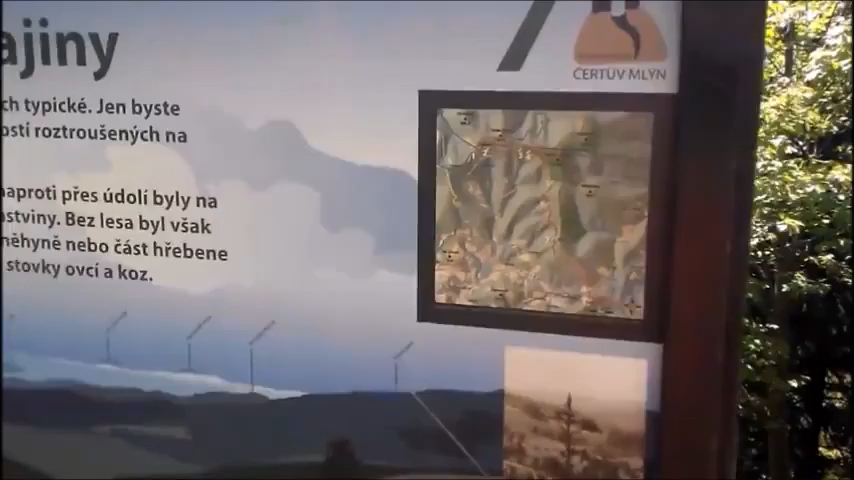 ajiny
ČERTŮV MLÝN
ch typické. Jen byste
ostí roztroušených na
naproti přes údolí byly na
astviny. Bez lesa byl však
něhyně nebo část hřebene
stovky ovcí a koz.